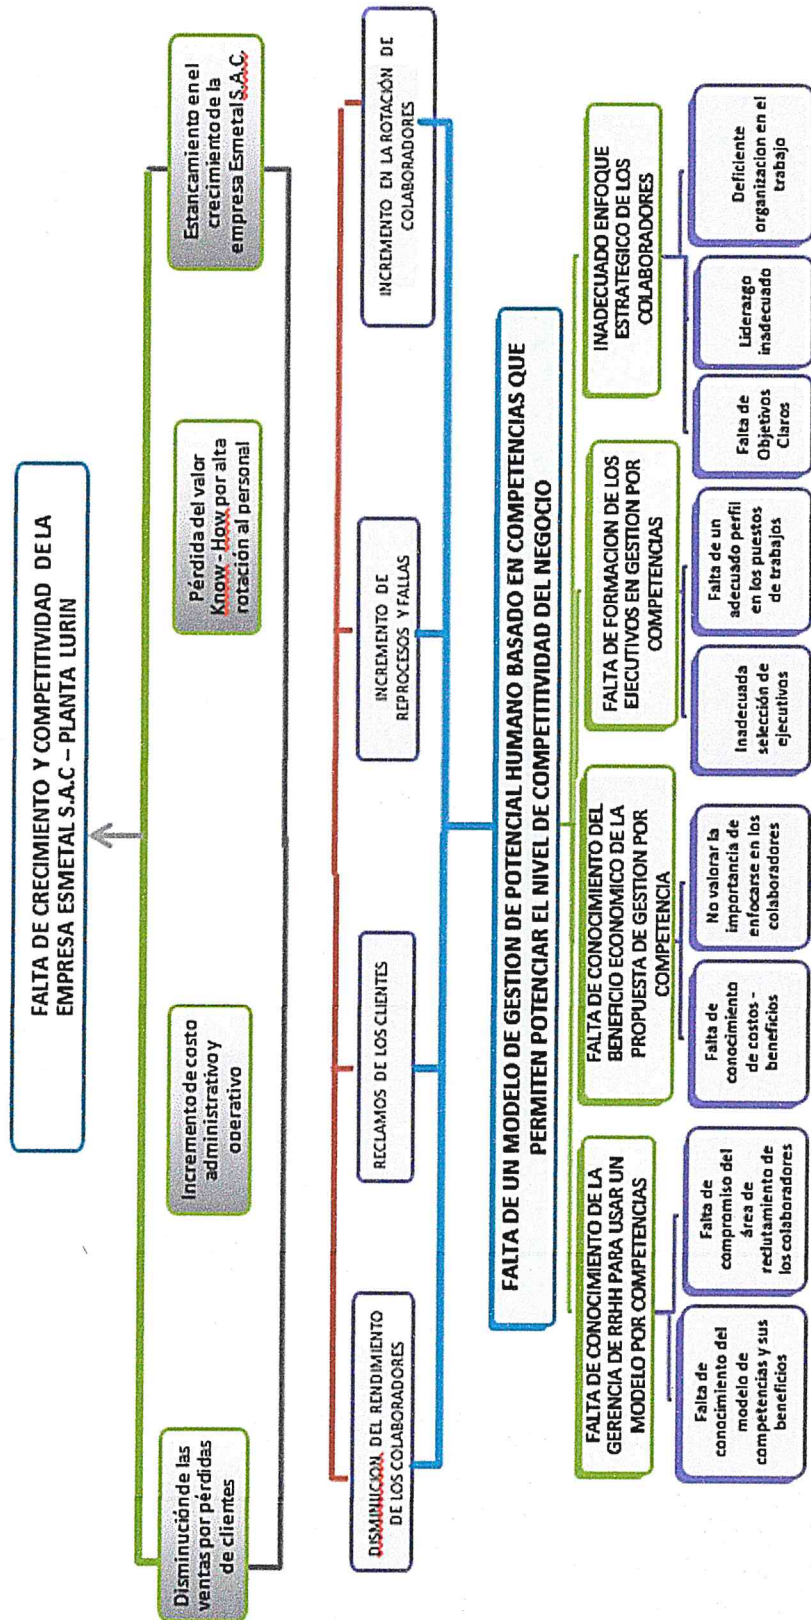 FALTA DE CRECIMIENTO Y COMPETITIVIDAD DE LA
EMPRESA ESMETAL S.A.C – PLANTA LURIN
Disminución de las
ventas por pérdidas
de clientes
Incremento de costo
administrativo y
operativo
Pérdida del valor
Know - How por alta
rotación al personal
Estancamiento en el
crecimiento de la
empresa Esmetal S.A.C.
DISMINUCION DEL RENDIMIENTO
DE LOS COLABORADORES
RECLAMOS DE LOS CLIENTES
INCREMENTO DE
REPROCESOS Y FALLAS
INCREMENTO EN LA ROTACIÓN DE
COLABORADORES
FALTA DE UN MODELO DE GESTION DE POTENCIAL HUMANO BASADO EN COMPETENCIAS QUE
PERMITEN POTENCIAR EL NIVEL DE COMPETITIVIDAD DEL NEGOCIO
FALTA DE CONOCIMIENTO DE LA
GERENCIA DE RRHH PARA USAR UN
MODELO POR COMPETENCIAS
FALTA DE CONOCIMIENTO DEL
BENEFICIO ECONOMICO DE LA
PROPUESTA DE GESTION POR
COMPETENCIA
FALTA DE FORMACION DE LOS
EJECUTIVOS EN GESTION POR
COMPETENCIAS
INADECUADO ENFOQUE
ESTRATEGICO DE LOS
COLABORADORES
Falta de
conocimiento del
modelo de
competencias y sus
beneficios
Falta de
compromiso del
área de
reclutamiento de
los colaboradores
Falta de
conocimiento
de costos -
beneficios
No valorar la
importancia de
enfocarse en los
colaboradores
Inadecuada
selección de
ejecutivos
Falta de un
adecuado perfil
en los puestos
de trabajos
Falta de
Objetivos
Claros
Liderazgo
inadecuado
Deficiente
organizacion en el
trabajo